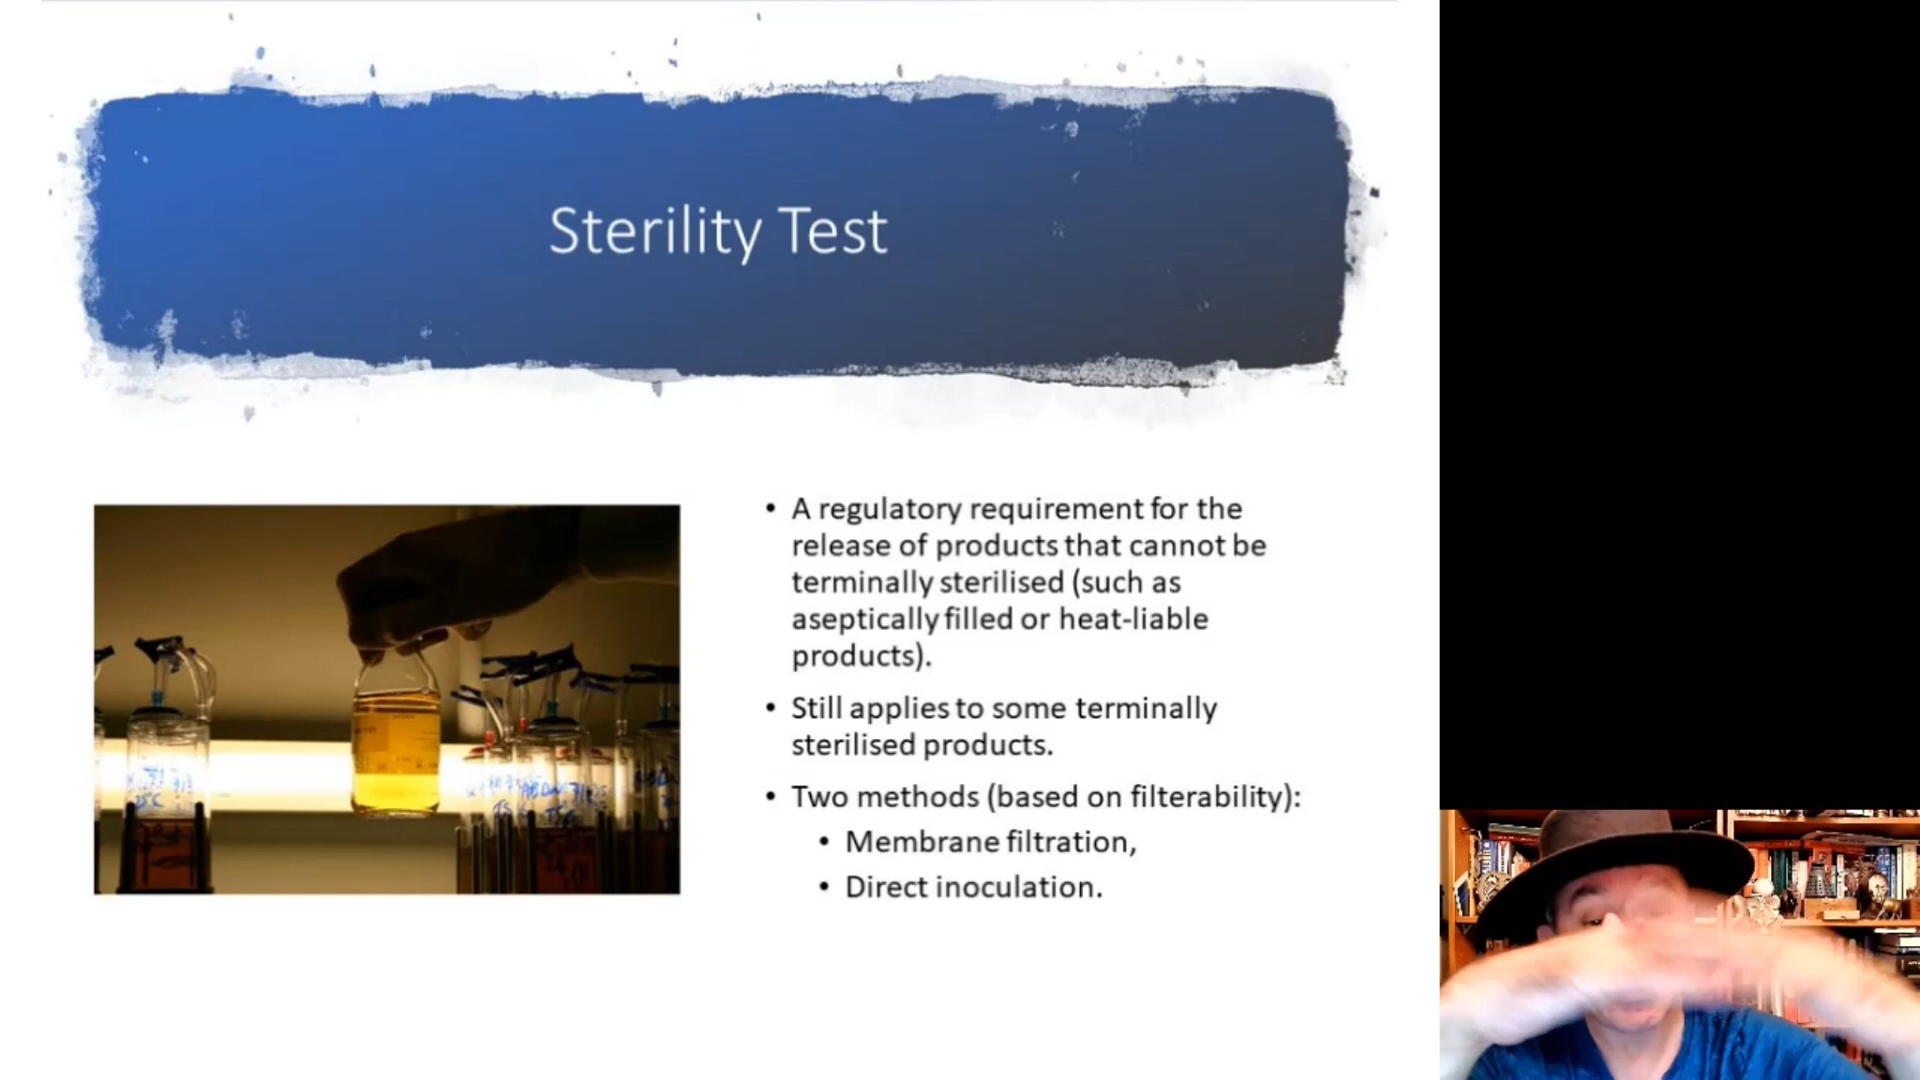 Sterility Test
• A regulatory requirement for the
release of products that cannot be
terminally sterilised (such as
aseptically filled or heat-liable
products).
• Still applies to some terminally
sterilised products.
• Two methods (based on filterability):
• Membrane filtration,
• Direct inoculation.